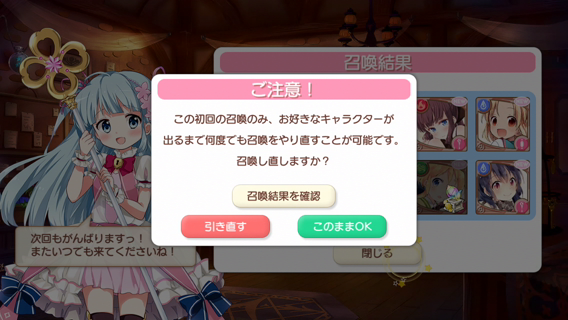 召喚結果
ご注意！
この初回の召喚のみ、お好きなキャラクターが
出るまで何度でも召喚をやり直すことが可能です。
召喚し直しますか？
召喚結果を確認
引き直す
このままOK
次回もがんばりますっ！
またいつでも来てくださいね！
閉じる